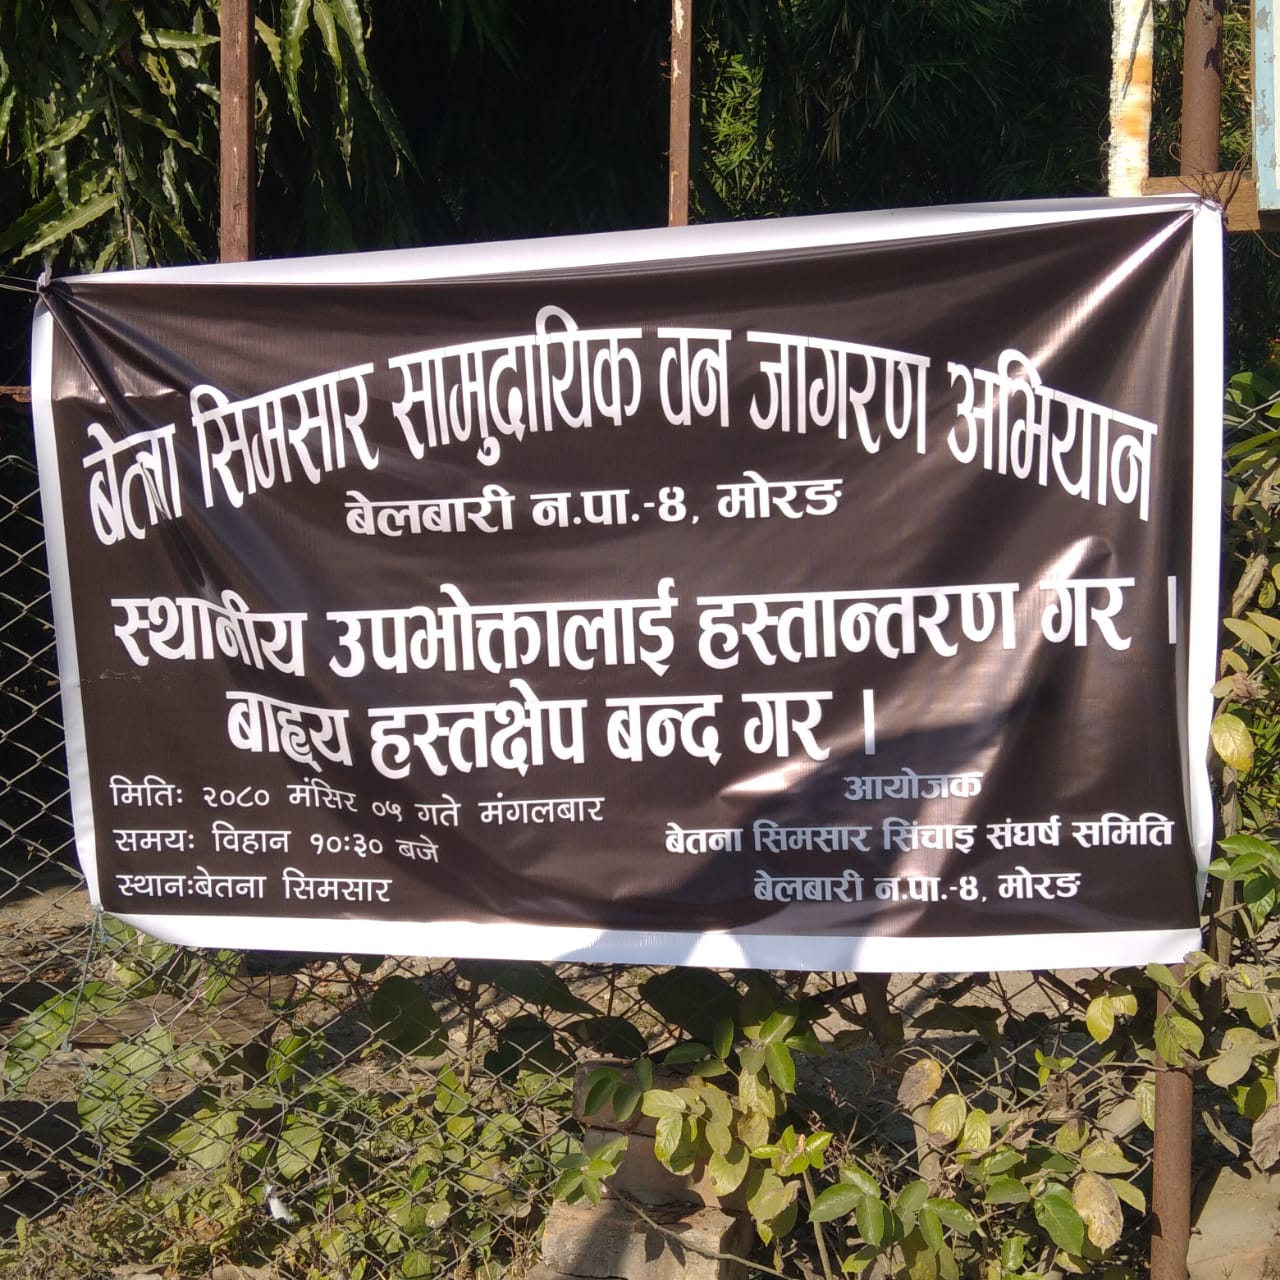 बेतना सिमसार सामुदायिक वन जागरण अभियान
बेलबारी न.पा.-४, मोरङ
स्थानीय उपभोक्तालाई हस्तान्तरण गर ।
बाह्य हस्तक्षेप बन्द गर ।
मितिः २०८० मंसिर ०५ गते मंगलबार
समयः विहान १०ः३० बजे
स्थानःबेतना सिमसार
आयोजक
बेतना सिमसार सिंचाइ संघर्ष समिति
बेलबारी न.पा.-४, मोरङ